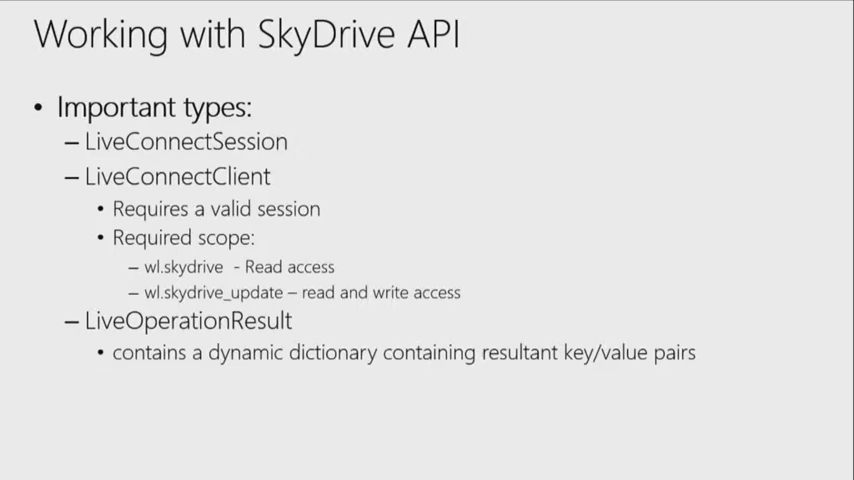 Working with SkyDrive API
• Important types:
– LiveConnectSession
– LiveConnectClient
• Requires a valid session
• Required scope:
– wl.skydrive - Read access
– wl.skydrive_update – read and write access
– LiveOperationResult
• contains a dynamic dictionary containing resultant key/value pairs